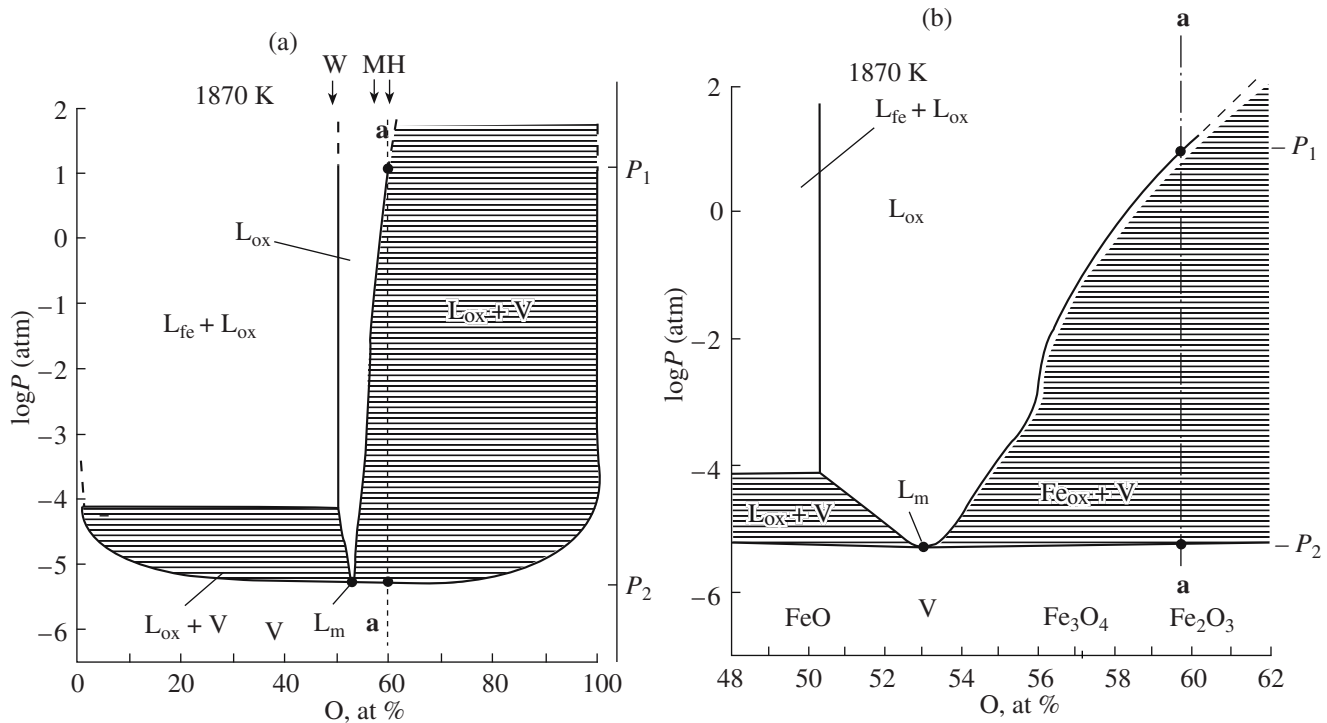 (a)
W MH
1870 K
a
2
1
0
−1
−2
−3
−4
−5
−6
logP (atm)
P1
P2
Lox
Lfe + Lox
Lox + V
Lox + V
V
Lm
a
0 20 40 60 80 100
O, at %
(b)
a
1870 K
Lfe + Lox
2
0
−2
−4
−6
logP (atm)
P1
P2
Lox
Lm
Lox + V
Feox + V
a
FeO
V
Fe3O4
Fe2O3
48 50 52 54 56 58 60 62
O, at %